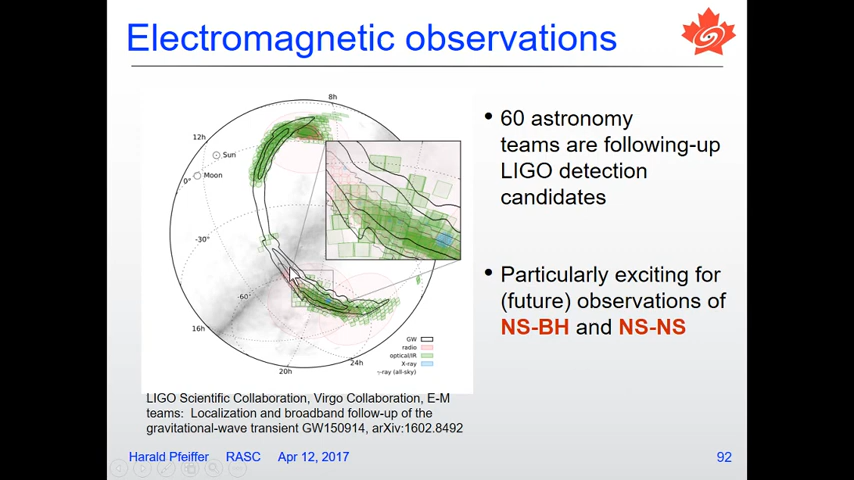 Electromagnetic observations
8h
12h
Sun
Moon
0°
-30°
-60°
16h
20h
24h
GW
radio
optical/IR
X-ray
γ-ray (all-sky)
• 60 astronomy
teams are following-up
LIGO detection
candidates
• Particularly exciting for
(future) observations of
NS-BH and NS-NS
LIGO Scientific Collaboration, Virgo Collaboration, E-M
teams: Localization and broadband follow-up of the
gravitational-wave transient GW150914, arXiv:1602.8492
Harald Pfeiffer RASC Apr 12, 2017
92